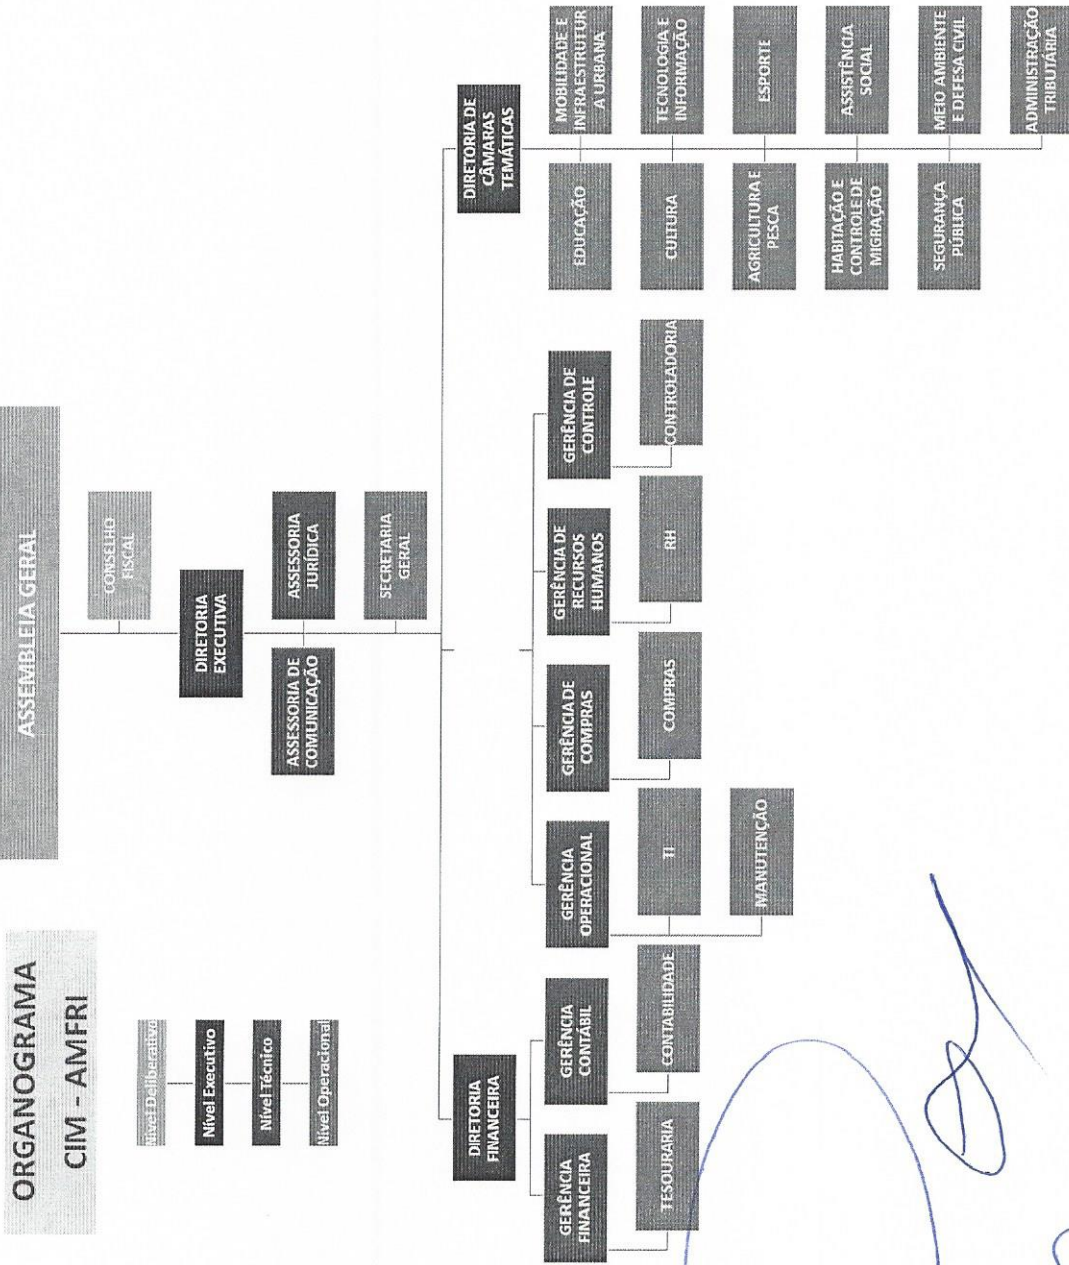 ORGANOGRAMA
CIM - AMFRI
ASSEMBLEIA GERAL
Nível Deliberativo
Nível Executivo
Nível Técnico
Nível Operacional
CONSELHO
FISCAL
DIRETORIA
EXECUTIVA
ASSESSORIA DE
COMUNICAÇÃO
ASSESSORIA
JURÍDICA
SECRETARIA
GERAL
DIRETORIA
FINANCEIRA
DIRETORIA DE
CÂMARAS
TEMÁTICAS
GERÊNCIA
FINANCEIRA
GERÊNCIA
CONTÁBIL
GERÊNCIA
OPERACIONAL
GERÊNCIA DE
COMPRAS
GERÊNCIA DE
RECURSOS
HUMANOS
GERÊNCIA DE
CONTROLE
TESOURARIA
CONTABILIDADE
TI
MANUTENÇÃO
COMPRAS
RH
CONTROLADORIA
EDUCAÇÃO
MOBILIDADE E
INFRAESTRUTUR
A URBANA
CULTURA
TECNOLOGIA E
INFORMAÇÃO
AGRICULTURA E
PESCA
ESPORTE
HABITAÇÃO E
CONTROLE DE
MIGRAÇÃO
ASSISTÊNCIA
SOCIAL
SEGURANÇA
PÚBLICA
MEIO AMBIENTE
E DEFESA CIVIL
ADMINISTRAÇÃO
TRIBUTÁRIA